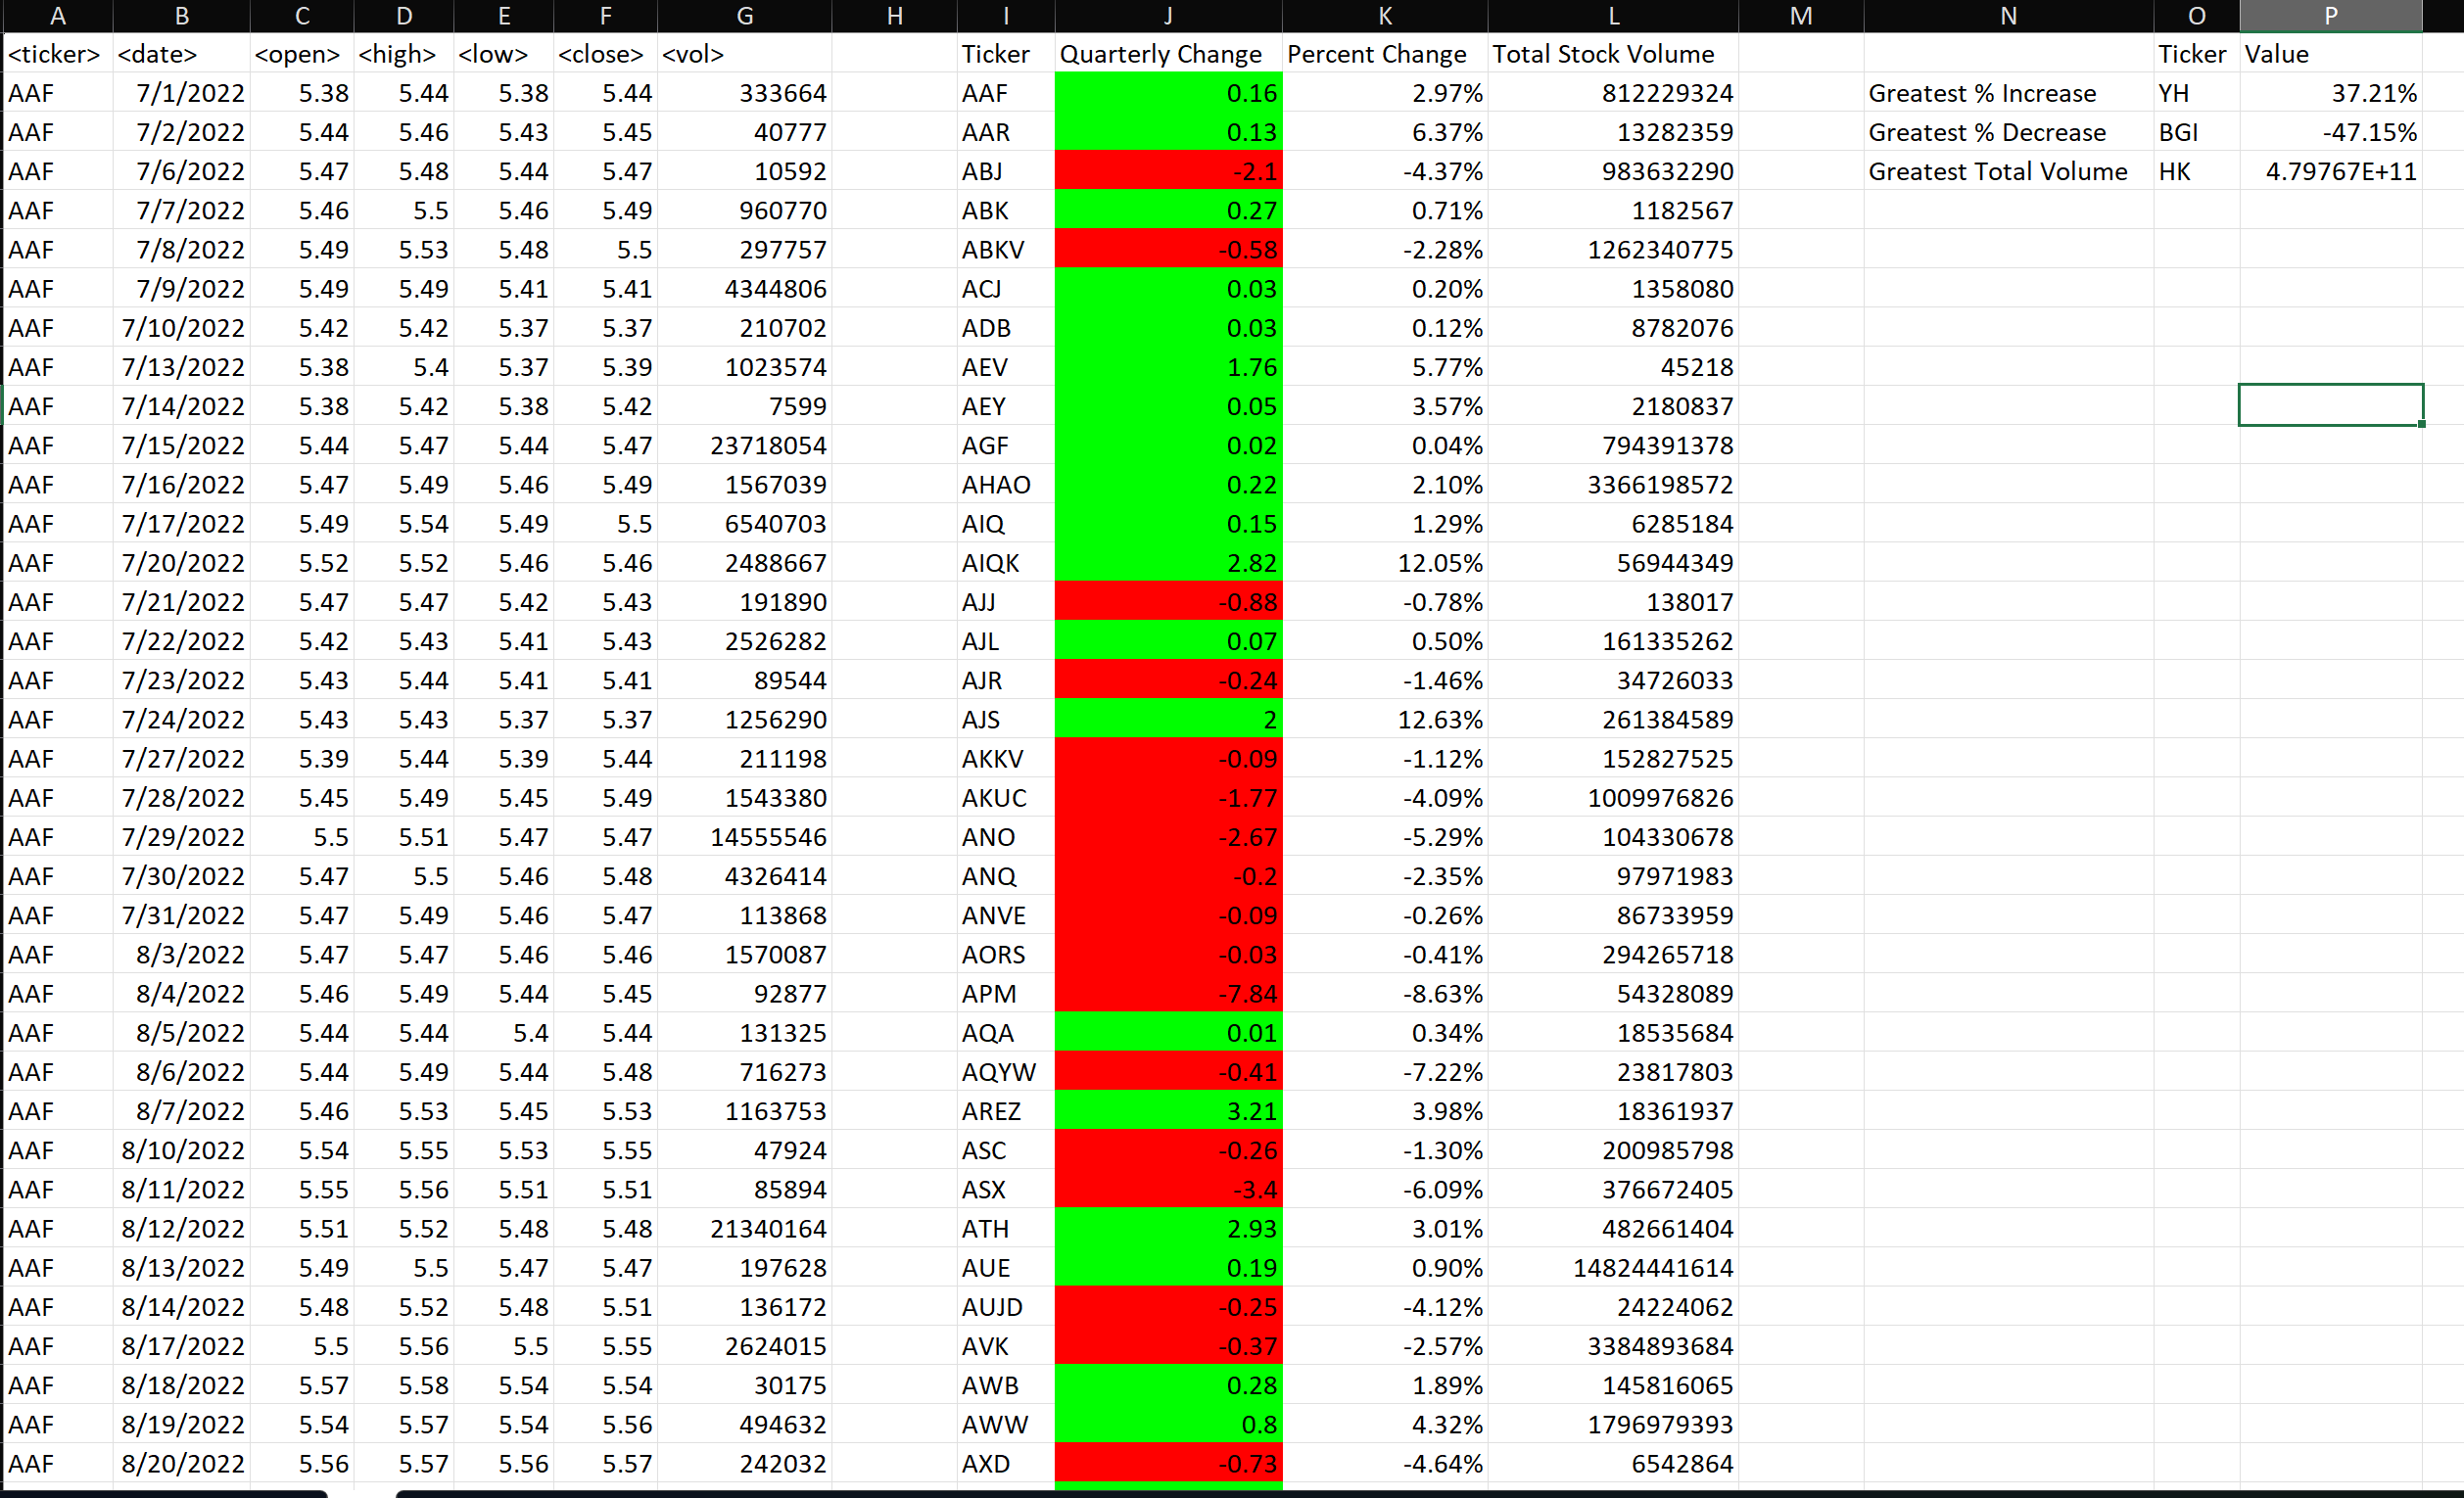 A B C D E F G H I J K L M N O P
<ticker> <date> <open> <high> <low> <close> <vol> Ticker Quarterly Change Percent Change Total Stock Volume Ticker Value
AAF 7/1/2022 5.38 5.44 5.38 5.44 333664 AAF 0.16 2.97% 812229324 Greatest % Increase YH 37.21%
AAF 7/2/2022 5.44 5.46 5.43 5.45 40777 AAR 0.13 6.37% 13282359 Greatest % Decrease BGI -47.15%
AAF 7/6/2022 5.47 5.48 5.44 5.47 10592 ABJ -2.1 -4.37% 983632290 Greatest Total Volume HK 4.79767E+11
AAF 7/7/2022 5.46 5.5 5.46 5.49 960770 ABK 0.27 0.71% 1182567
AAF 7/8/2022 5.49 5.53 5.48 5.5 297757 ABKV -0.58 -2.28% 1262340775
AAF 7/9/2022 5.49 5.49 5.41 5.41 4344806 ACJ 0.03 0.20% 1358080
AAF 7/10/2022 5.42 5.42 5.37 5.37 210702 ADB 0.03 0.12% 8782076
AAF 7/13/2022 5.38 5.4 5.37 5.39 1023574 AEV 1.76 5.77% 45218
AAF 7/14/2022 5.38 5.42 5.38 5.42 7599 AEY 0.05 3.57% 2180837
AAF 7/15/2022 5.44 5.47 5.44 5.47 23718054 AGF 0.02 0.04% 794391378
AAF 7/16/2022 5.47 5.49 5.46 5.49 1567039 AHAO 0.22 2.10% 3366198572
AAF 7/17/2022 5.49 5.54 5.49 5.5 6540703 AIQ 0.15 1.29% 6285184
AAF 7/20/2022 5.52 5.52 5.46 5.46 2488667 AIQK 2.82 12.05% 56944349
AAF 7/21/2022 5.47 5.47 5.42 5.43 191890 AJJ -0.88 -0.78% 138017
AAF 7/22/2022 5.42 5.43 5.41 5.43 2526282 AJL 0.07 0.50% 161335262
AAF 7/23/2022 5.43 5.44 5.41 5.41 89544 AJR -0.24 -1.46% 34726033
AAF 7/24/2022 5.43 5.43 5.37 5.37 1256290 AJS 2 12.63% 261384589
AAF 7/27/2022 5.39 5.44 5.39 5.44 211198 AKKV -0.09 -1.12% 152827525
AAF 7/28/2022 5.45 5.49 5.45 5.49 1543380 AKUC -1.77 -4.09% 1009976826
AAF 7/29/2022 5.5 5.51 5.47 5.47 14555546 ANO -2.67 -5.29% 104330678
AAF 7/30/2022 5.47 5.5 5.46 5.48 4326414 ANQ -0.2 -2.35% 97971983
AAF 7/31/2022 5.47 5.49 5.46 5.47 113868 ANVE -0.09 -0.26% 86733959
AAF 8/3/2022 5.47 5.47 5.46 5.46 1570087 AORS -0.03 -0.41% 294265718
AAF 8/4/2022 5.46 5.49 5.44 5.45 92877 APM -7.84 -8.63% 54328089
AAF 8/5/2022 5.44 5.44 5.4 5.44 131325 AQA 0.01 0.34% 18535684
AAF 8/6/2022 5.44 5.49 5.44 5.48 716273 AQYW -0.41 -7.22% 23817803
AAF 8/7/2022 5.46 5.53 5.45 5.53 1163753 AREZ 3.21 3.98% 18361937
AAF 8/10/2022 5.54 5.55 5.53 5.55 47924 ASC -0.26 -1.30% 200985798
AAF 8/11/2022 5.55 5.56 5.51 5.51 85894 ASX -3.4 -6.09% 376672405
AAF 8/12/2022 5.51 5.52 5.48 5.48 21340164 ATH 2.93 3.01% 482661404
AAF 8/13/2022 5.49 5.5 5.47 5.47 197628 AUE 0.19 0.90% 14824441614
AAF 8/14/2022 5.48 5.52 5.48 5.51 136172 AUJD -0.25 -4.12% 24224062
AAF 8/17/2022 5.5 5.56 5.5 5.55 2624015 AVK -0.37 -2.57% 3384893684
AAF 8/18/2022 5.57 5.58 5.54 5.54 30175 AWB 0.28 1.89% 145816065
AAF 8/19/2022 5.54 5.57 5.54 5.56 494632 AWW 0.8 4.32% 1796979393
AAF 8/20/2022 5.56 5.57 5.56 5.57 242032 AXD -0.73 -4.64% 6542864